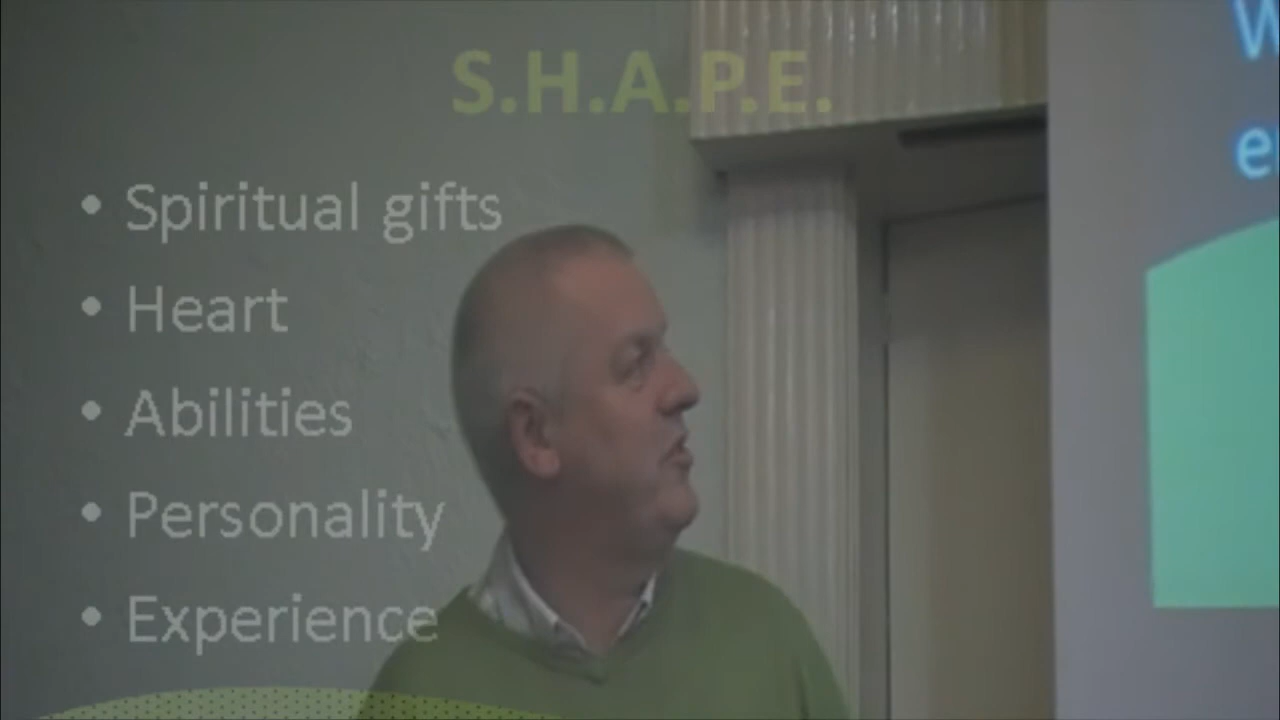 S.H.A.P.E.
• Spiritual gifts
• Heart
• Abilities
• Personality
• Experience